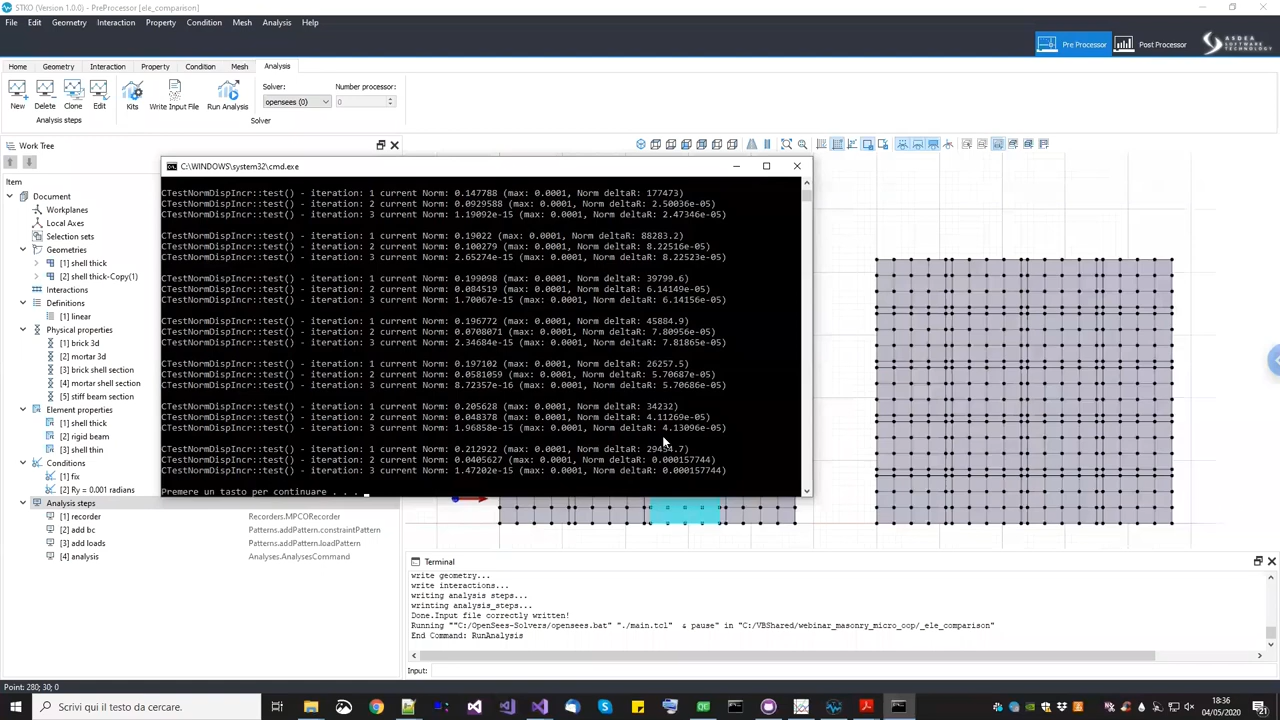 STKO (Version 1.0.0) - PreProcessor [ele_comparison]
File Edit Geometry Interaction Property Condition Mesh Analysis Help
Pre Processor Post Processor ASDEA SOFTWARE TECHNOLOGY
Home Geometry Interaction Property Condition Mesh Analysis
Solver: Number processor:
opensees (0) 0
New Delete Clone Edit Kits Write Input File Run Analysis
Analysis steps Solver
Work Tree
Item
Document
Workplanes
Local Axes
Selection sets
Geometries
[1] shell thick
[2] shell thick-Copy(1)
Interactions
Definitions
[1] linear
Physical properties
[1] brick 3d
[2] mortar 3d
[3] brick shell section
[4] mortar shell section
[5] stiff beam section
Element properties
[1] shell thick
[2] rigid beam
[3] shell thin
Conditions
[1] fix
[2] Ry = 0.001 radians
Analysis steps
[1] recorder Recorders.MPCORecorder
[2] add bc Patterns.addPattern.constraintPattern
[3] add loads Patterns.addPattern.loadPattern
[4] analysis Analyses.AnalysesCommand
C:\WINDOWS\system32\cmd.exe
CTestNormDispIncr::test() - iteration: 1 current Norm: 0.147788 (max: 0.0001, Norm deltaR: 177473)
CTestNormDispIncr::test() - iteration: 2 current Norm: 0.0929588 (max: 0.0001, Norm deltaR: 2.50036e-05)
CTestNormDispIncr::test() - iteration: 3 current Norm: 1.19092e-15 (max: 0.0001, Norm deltaR: 2.47346e-05)
CTestNormDispIncr::test() - iteration: 1 current Norm: 0.19022 (max: 0.0001, Norm deltaR: 88283.2)
CTestNormDispIncr::test() - iteration: 2 current Norm: 0.100279 (max: 0.0001, Norm deltaR: 8.22516e-05)
CTestNormDispIncr::test() - iteration: 3 current Norm: 2.65274e-15 (max: 0.0001, Norm deltaR: 8.22523e-05)
CTestNormDispIncr::test() - iteration: 1 current Norm: 0.199098 (max: 0.0001, Norm deltaR: 39799.6)
CTestNormDispIncr::test() - iteration: 2 current Norm: 0.084519 (max: 0.0001, Norm deltaR: 6.14149e-05)
CTestNormDispIncr::test() - iteration: 3 current Norm: 1.70067e-15 (max: 0.0001, Norm deltaR: 6.14156e-05)
CTestNormDispIncr::test() - iteration: 1 current Norm: 0.196772 (max: 0.0001, Norm deltaR: 45884.9)
CTestNormDispIncr::test() - iteration: 2 current Norm: 0.0708071 (max: 0.0001, Norm deltaR: 7.80956e-05)
CTestNormDispIncr::test() - iteration: 3 current Norm: 2.34684e-15 (max: 0.0001, Norm deltaR: 7.81865e-05)
CTestNormDispIncr::test() - iteration: 1 current Norm: 0.197102 (max: 0.0001, Norm deltaR: 26257.5)
CTestNormDispIncr::test() - iteration: 2 current Norm: 0.0581059 (max: 0.0001, Norm deltaR: 5.70687e-05)
CTestNormDispIncr::test() - iteration: 3 current Norm: 8.72357e-16 (max: 0.0001, Norm deltaR: 5.70686e-05)
CTestNormDispIncr::test() - iteration: 1 current Norm: 0.205628 (max: 0.0001, Norm deltaR: 34232)
CTestNormDispIncr::test() - iteration: 2 current Norm: 0.048378 (max: 0.0001, Norm deltaR: 4.11269e-05)
CTestNormDispIncr::test() - iteration: 3 current Norm: 1.96858e-15 (max: 0.0001, Norm deltaR: 4.13096e-05)
CTestNormDispIncr::test() - iteration: 1 current Norm: 0.212922 (max: 0.0001, Norm deltaR: 29454.7)
CTestNormDispIncr::test() - iteration: 2 current Norm: 0.0405627 (max: 0.0001, Norm deltaR: 0.000157744)
CTestNormDispIncr::test() - iteration: 3 current Norm: 1.47202e-15 (max: 0.0001, Norm deltaR: 0.000157744)
Premere un tasto per continuare . . . _
Terminal
write geometry...
write interactions...
writing analysis steps...
wrinting analysis_steps...
Done.Input file correctly written!
Running ""C:/OpenSees-Solvers/opensees.bat" "./main.tcl" & pause" in "C:/VBShared/webinar_masonry_micro_oop/_ele_comparison"
End Command: RunAnalysis
Input:
Point: 280; 30; 0
Scrivi qui il testo da cercare.
18:36
04/05/2020